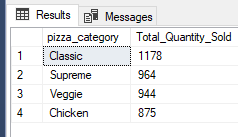 Results Messages
pizza_category Total_Quantity_Sold
1 Classic 1178
2 Supreme 964
3 Veggie 944
4 Chicken 875